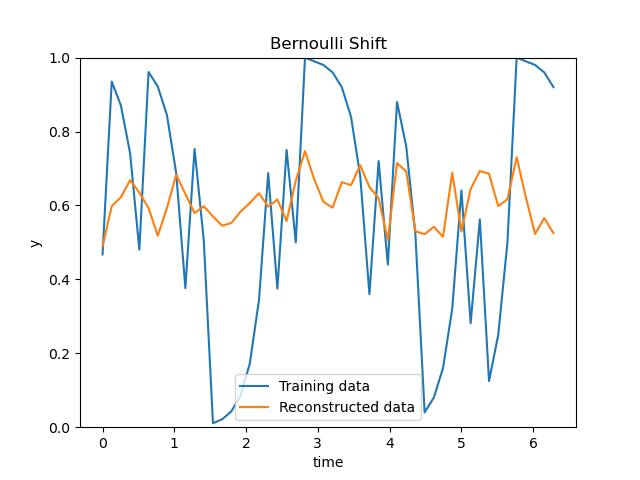 Bernoulli Shift
1.0
0.8
0.6
0.4
0.2
0.0
y
Training data
Reconstructed data
0 1 2 3 4 5 6
time